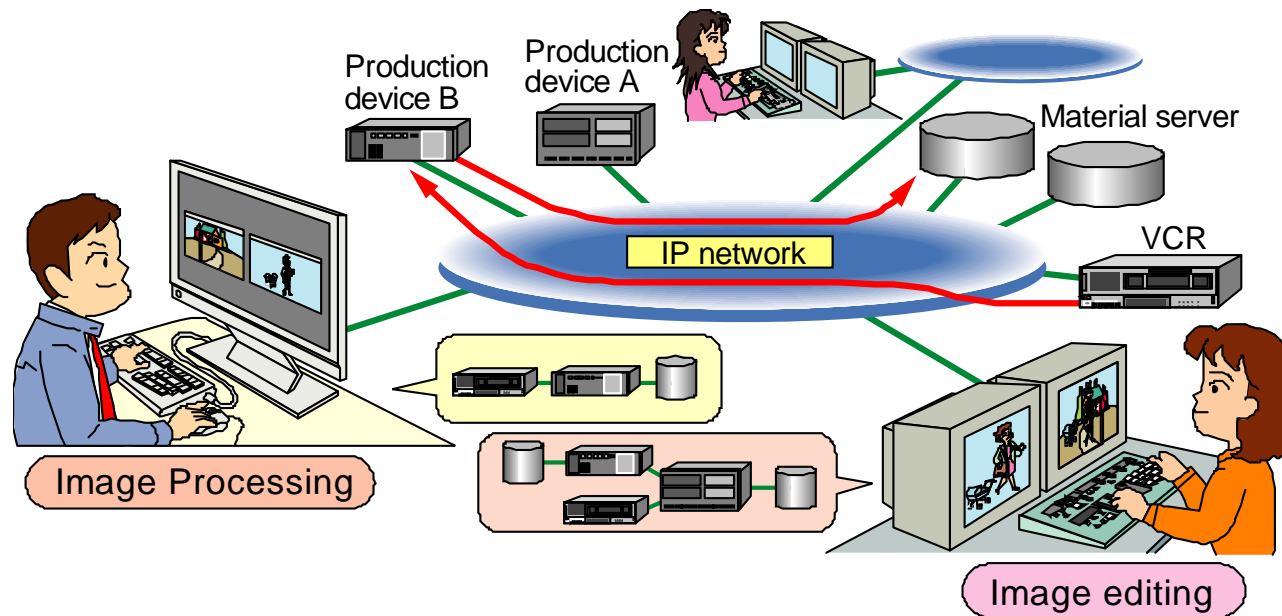 Production
device B
Production
device A
Material server
IP network
VCR
Image Processing
Image editing